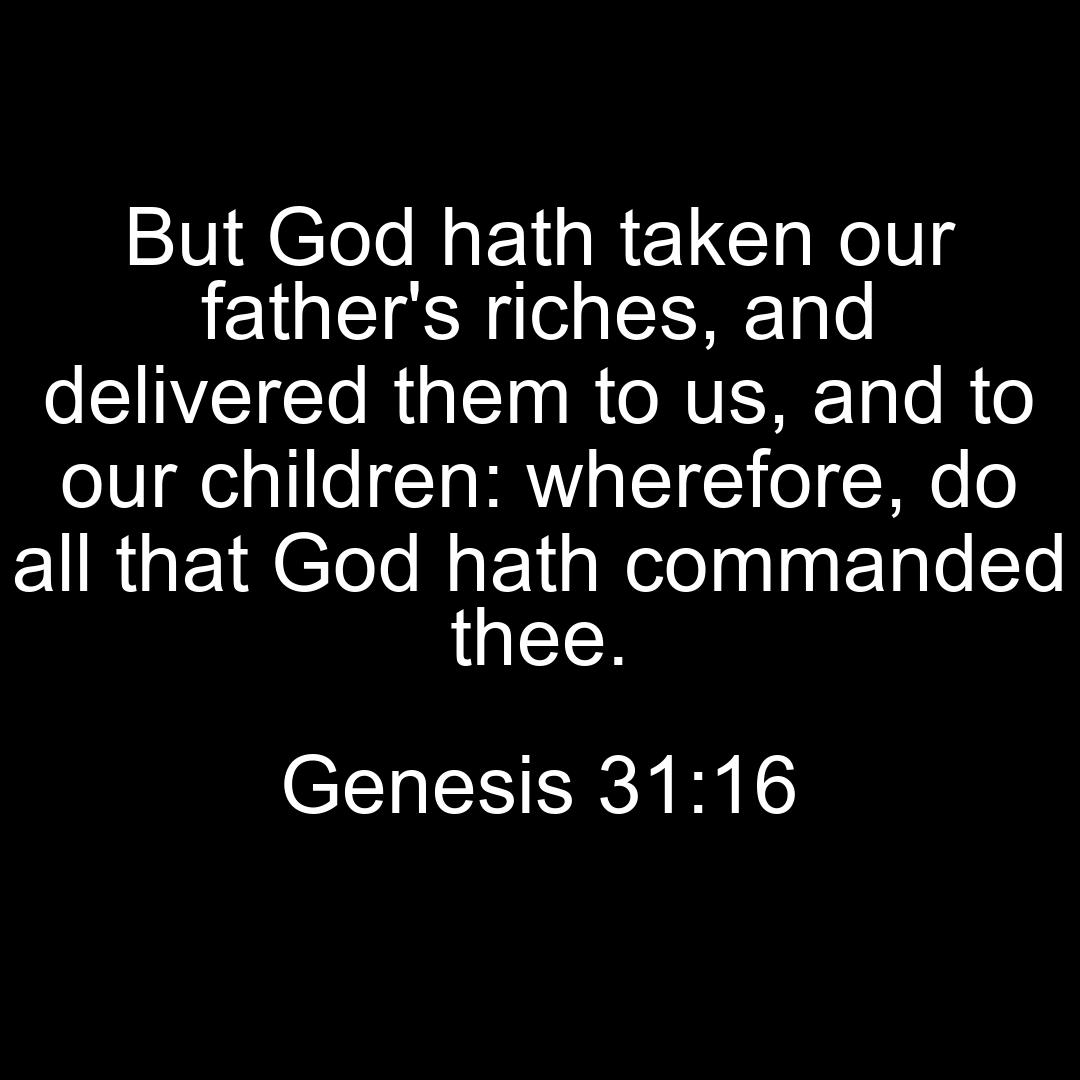 But God hath taken our
father's riches, and
delivered them to us, and to
our children: wherefore, do
all that God hath commanded
thee.
Genesis 31:16